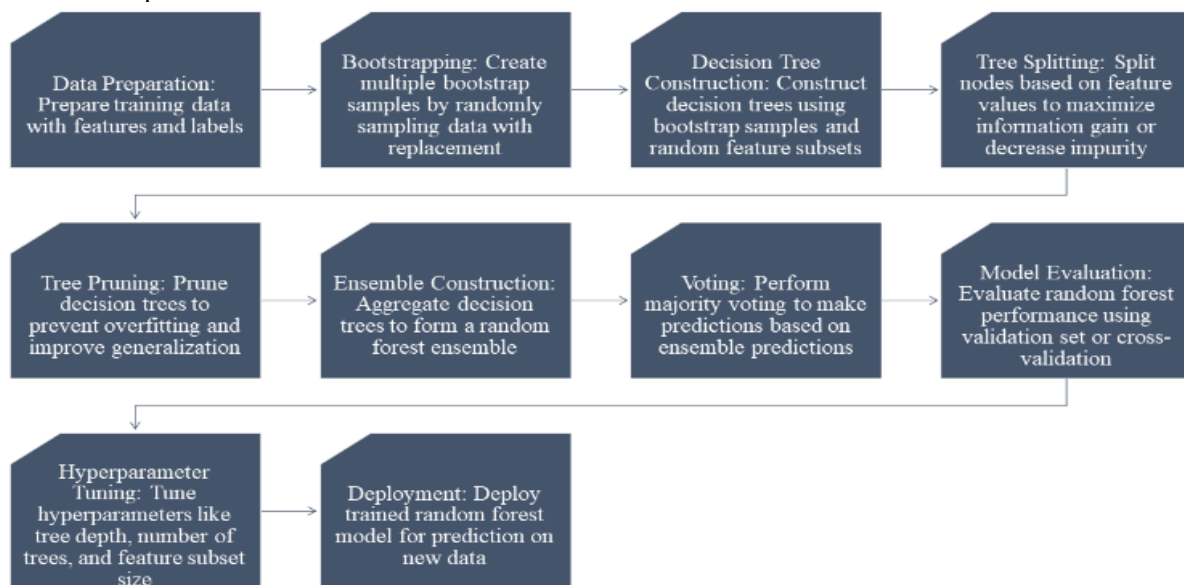 Data Preparation:
Prepare training data
with features and labels
Bootstrapping: Create
multiple bootstrap
samples by randomly
sampling data with
replacement
Decision Tree
Construction: Construct
decision trees using
bootstrap samples and
random feature subsets
Tree Splitting: Split
nodes based on feature
values to maximize
information gain or
decrease impurity
Tree Pruning: Prune
decision trees to
prevent overfitting and
improve generalization
Ensemble Construction:
Aggregate decision
trees to form a random
forest ensemble
Voting: Perform
majority voting to make
predictions based on
ensemble predictions
Model Evaluation:
Evaluate random forest
performance using
validation set or cross-
validation
Hyperparameter
Tuning: Tune
hyperparameters like
tree depth, number of
trees, and feature subset
size
Deployment: Deploy
trained random forest
model for prediction on
new data